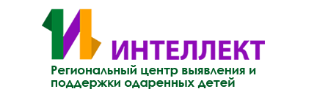 ИНТЕЛЛЕКТ
Региональный центр выявления и
поддержки одаренных детей